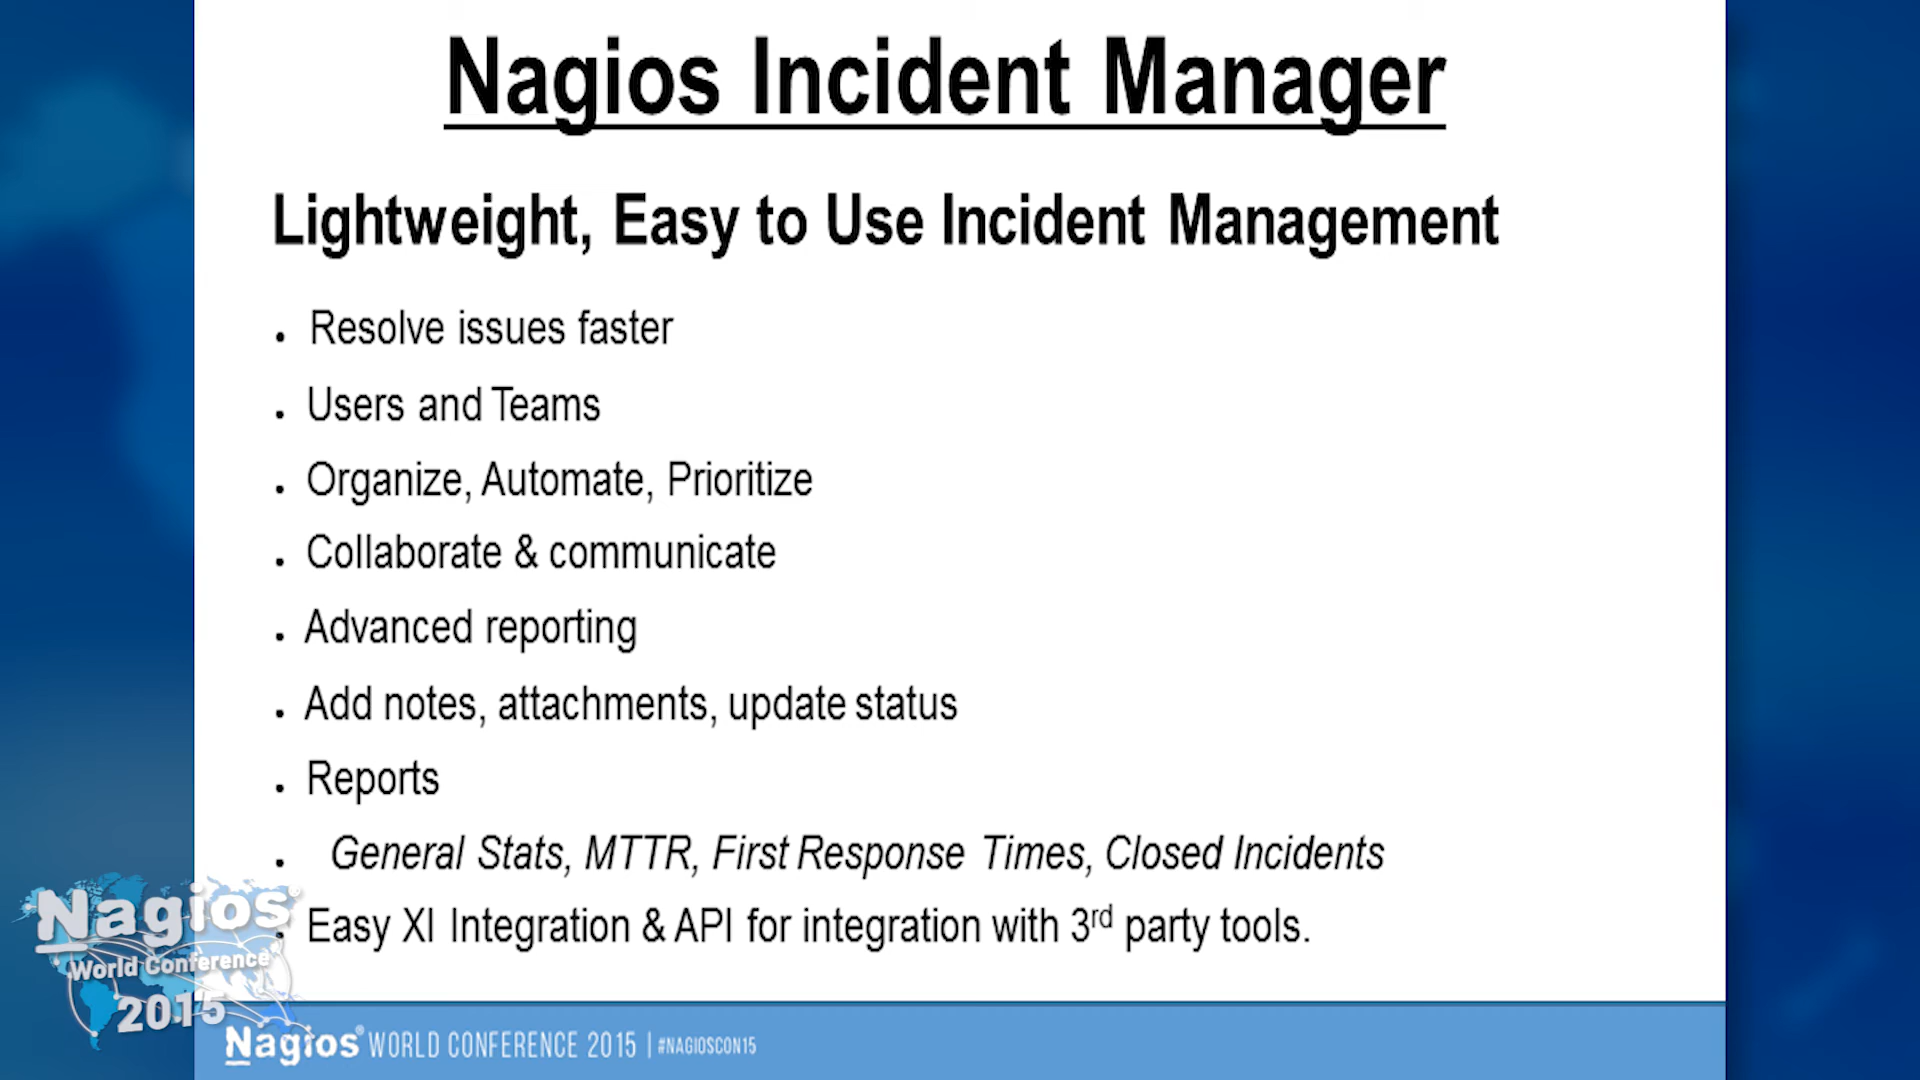 Nagios Incident Manager
Lightweight, Easy to Use Incident Management
. Resolve issues faster
. Users and Teams
. Organize, Automate, Prioritize
. Collaborate & communicate
. Advanced reporting
. Add notes, attachments, update status
. Reports
. General Stats, MTTR, First Response Times, Closed Incidents
. Easy XI Integration & API for integration with 3rd party tools.
Nagios®
World Conference
2015
Nagios® WORLD CONFERENCE 2015 | #NAGIOSCON15